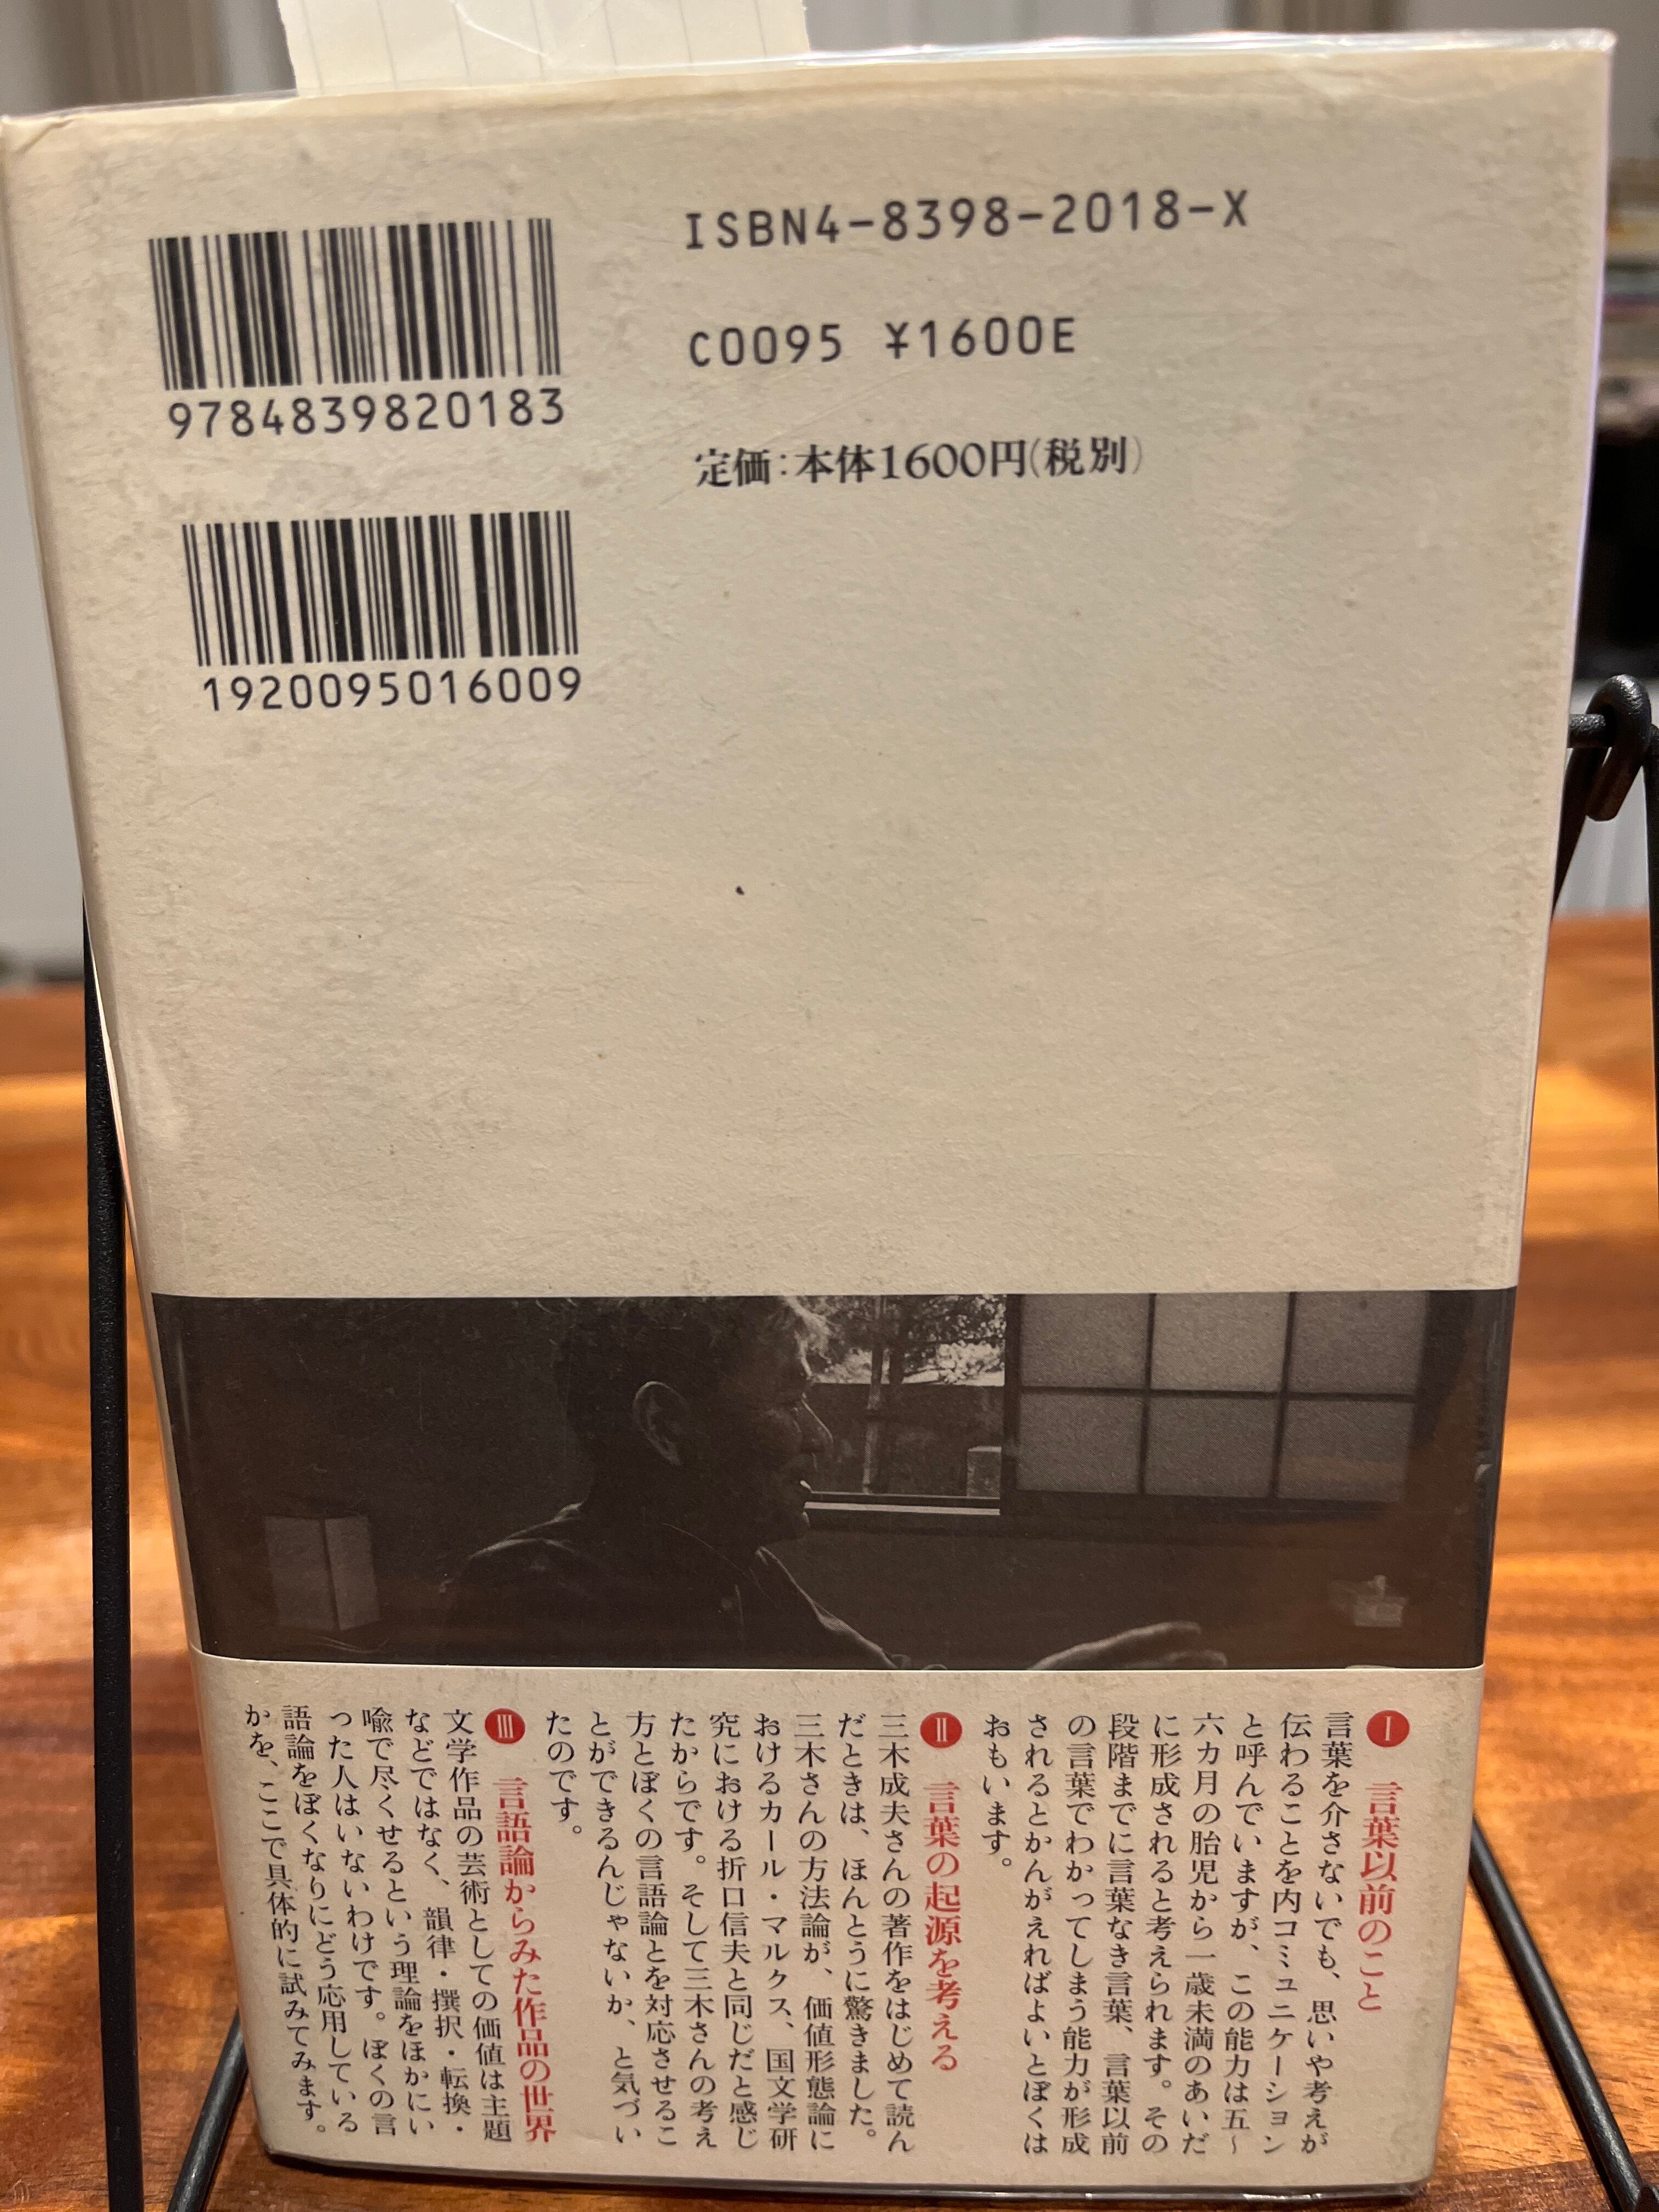 ISBN4-8398-2018-X
C0095 ¥1600E
定価:本体1600円(税別)
9784839820183
1920095016009
Ⅰ 言葉以前のこと
言葉を介さないでも、思いや考えが
伝わることを内コミュニケーション
と呼んでいますが、この能力は五〜
六カ月の胎児から一歳未満のあいだ
に形成されると考えられます。その
段階までに言葉なき言葉、言葉以前
の言葉でわかってしまう能力が形成
されるとかんがえればよいとぼくは
おもいます。
Ⅱ 言葉の起源を考える
三木成夫さんの著作をはじめて読ん
だときは、ほんとうに驚きました。
三木さんの方法論が、価値形態論に
おけるカール・マルクス、国文学研
究における折口信夫と同じだと感じ
たからです。そして三木さんの考え
方とぼくの言語論とを対応させるこ
とができるんじゃないか、と気づい
たのです。
Ⅲ 言語論からみた作品の世界
文学作品の芸術としての価値は主題
などではなく、韻律・撰択・転換・
喩で尽くせるという理論をほかにい
った人はいないわけです。ぼくの言
語論をぼくなりにどう応用している
かを、ここで具体的に試みてみます。